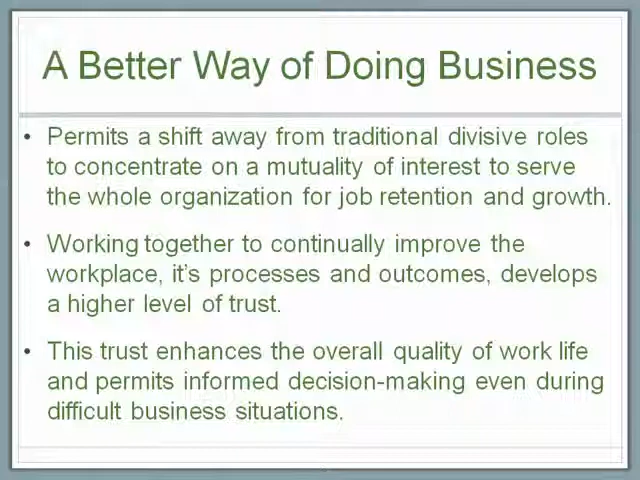 A Better Way of Doing Business
• Permits a shift away from traditional divisive roles
to concentrate on a mutuality of interest to serve
the whole organization for job retention and growth.
• Working together to continually improve the
workplace, it's processes and outcomes, develops
a higher level of trust.
• This trust enhances the overall quality of work life
and permits informed decision-making even during
difficult business situations.